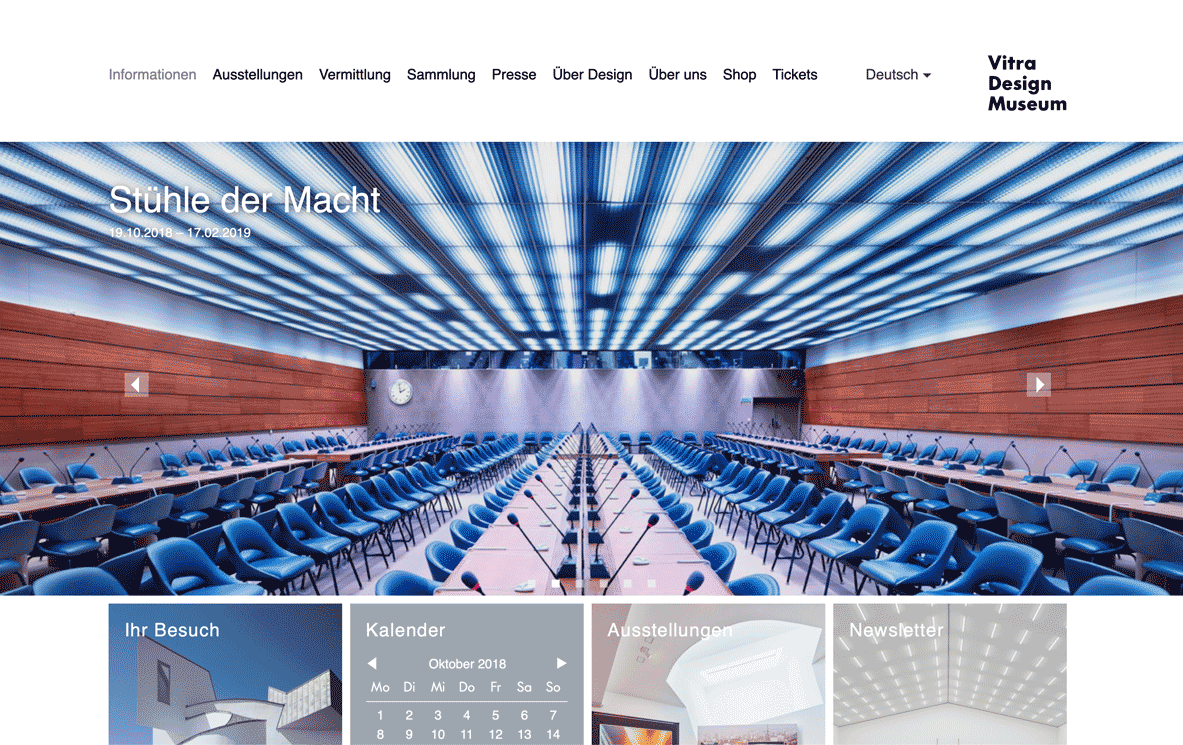 Informationen Ausstellungen Vermittlung Sammlung Presse Über Design Über uns Shop Tickets Deutsch
Vitra
Design
Museum
Stühle der Macht
19.10.2018 – 17.02.2019
Ihr Besuch
Kalender
Oktober 2018
Mo Di Mi Do Fr Sa So
1 2 3 4 5 6 7
8 9 10 11 12 13 14
Ausstellungen
Newsletter